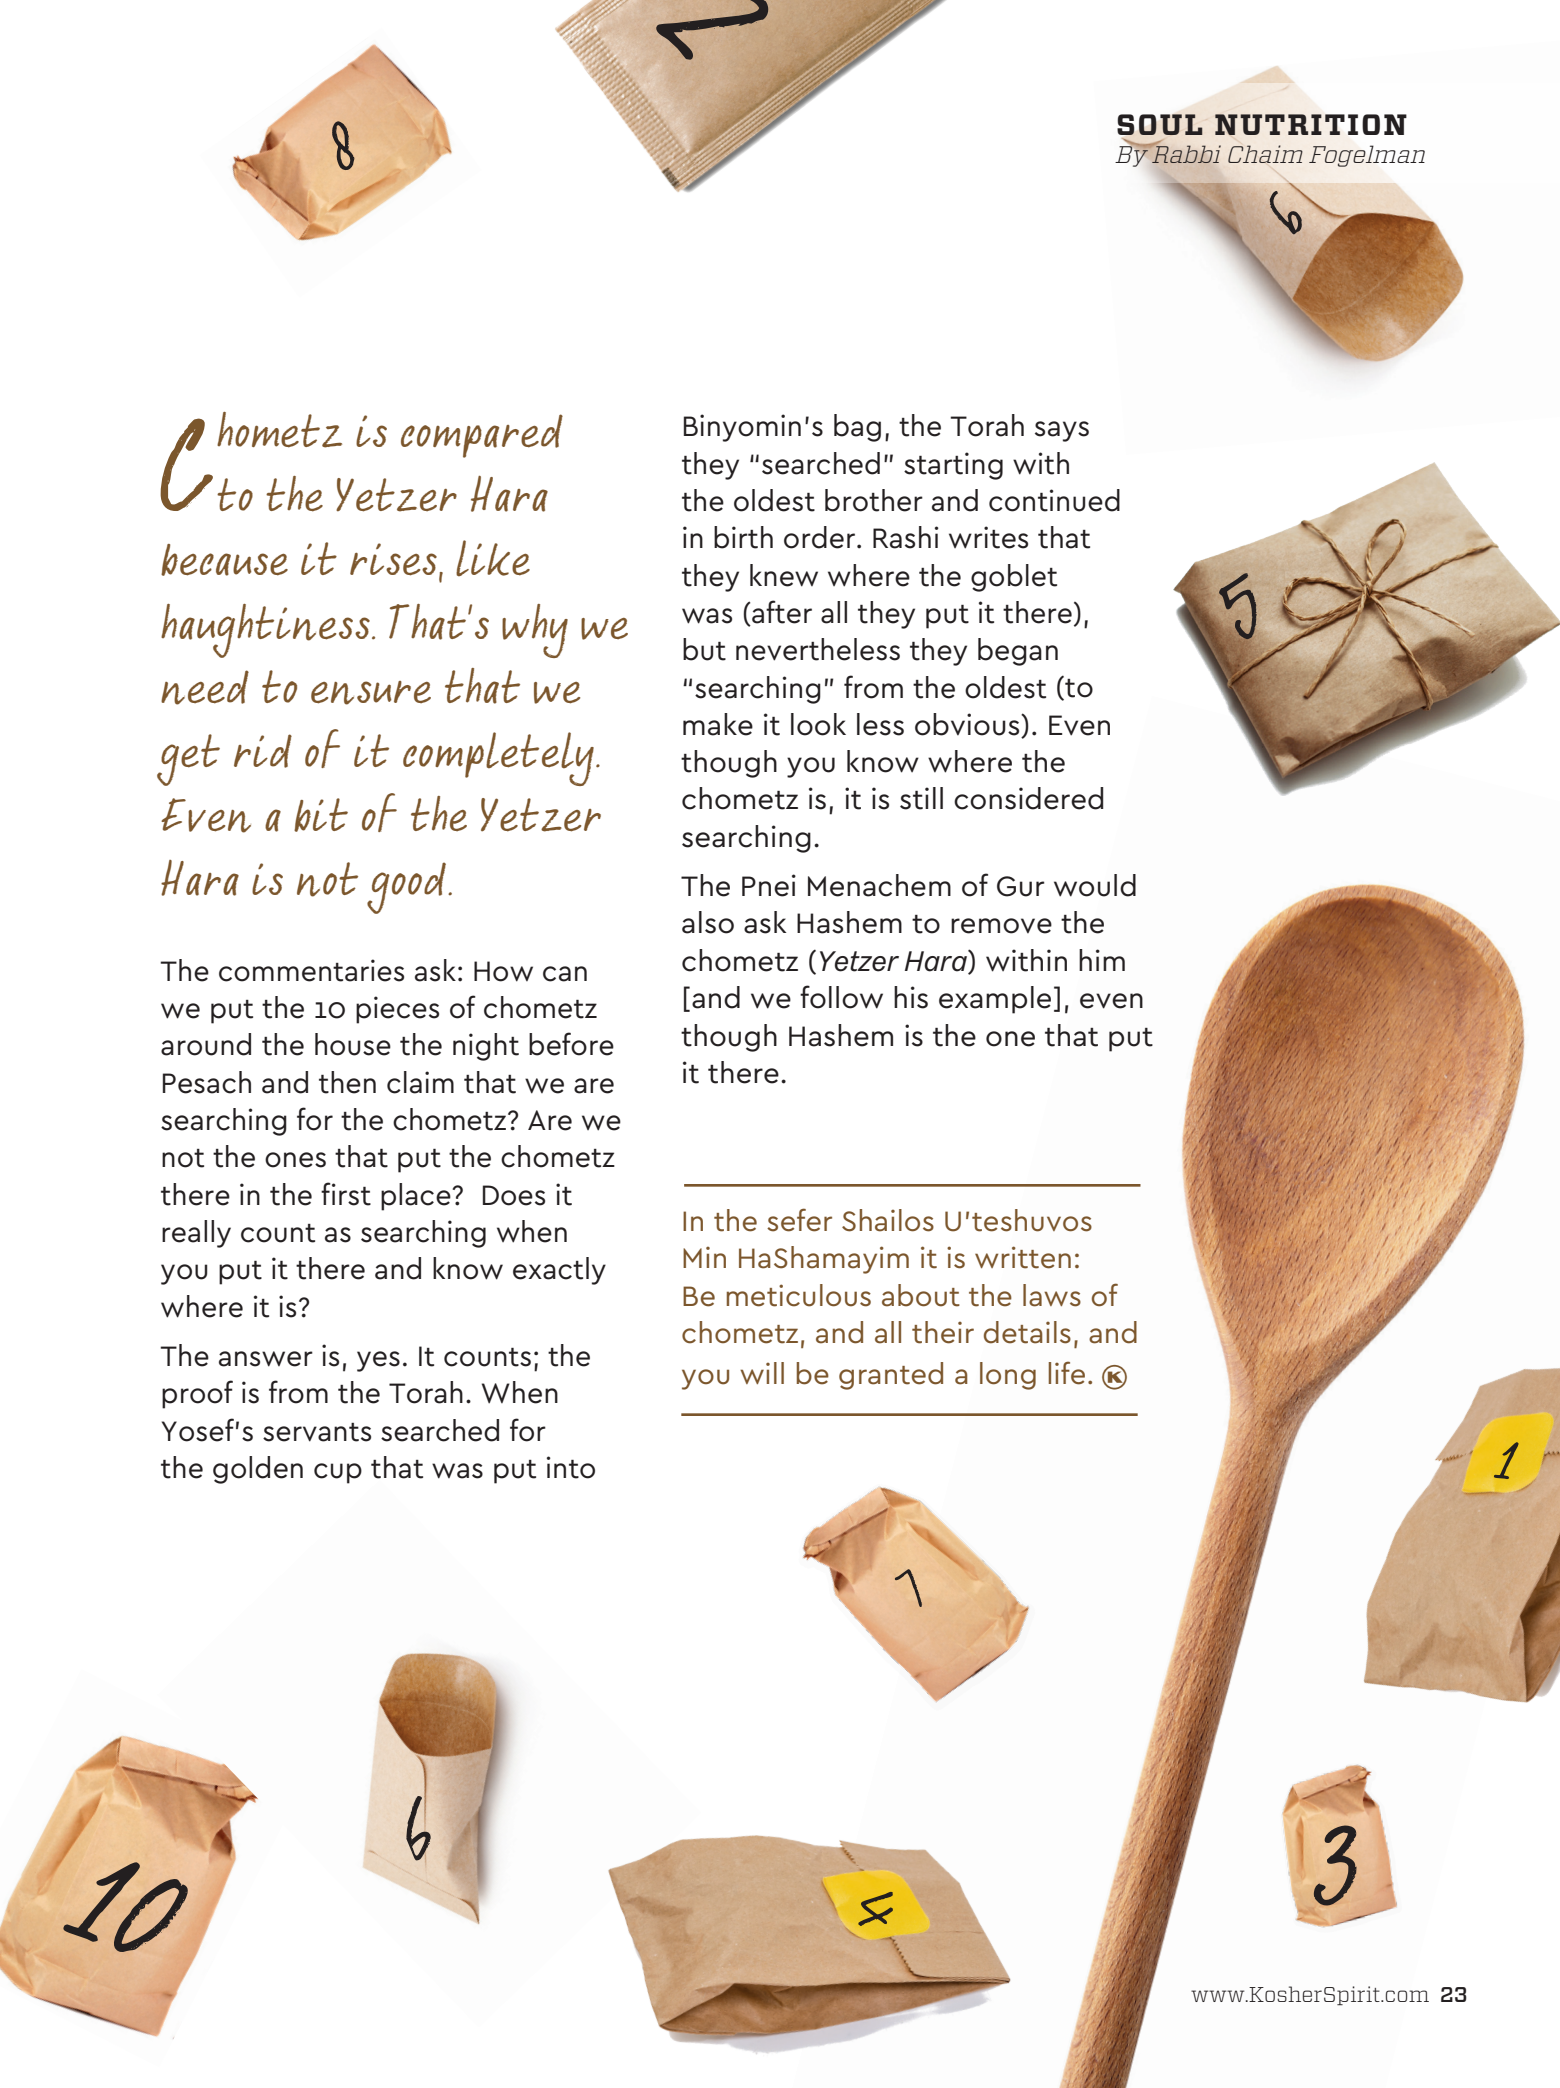 2
8
SOUL NUTRITION
By Rabbi Chaim Fogelman
6
Chometz is compared
to the Yetzer Hara
because it rises, like
haughtiness. That's why we
need to ensure that we
get rid of it completely.
Even a bit of the Yetzer
Hara is not good.
The commentaries ask: How can
we put the 10 pieces of chometz
around the house the night before
Pesach and then claim that we are
searching for the chometz? Are we
not the ones that put the chometz
there in the first place? Does it
really count as searching when
you put it there and know exactly
where it is?
The answer is, yes. It counts; the
proof is from the Torah. When
Yosef's servants searched for
the golden cup that was put into
Binyomin's bag, the Torah says
they "searched" starting with
the oldest brother and continued
in birth order. Rashi writes that
they knew where the goblet
was (after all they put it there),
but nevertheless they began
"searching" from the oldest (to
make it look less obvious). Even
though you know where the
chometz is, it is still considered
searching.
The Pnei Menachem of Gur would
also ask Hashem to remove the
chometz (Yetzer Hara) within him
[and we follow his example], even
though Hashem is the one that put
it there.
In the sefer Shailos U'teshuvos
Min HaShamayim it is written:
Be meticulous about the laws of
chometz, and all their details, and
you will be granted a long life. K
5
1
7
6
10
4
3
www.KosherSpirit.com 23